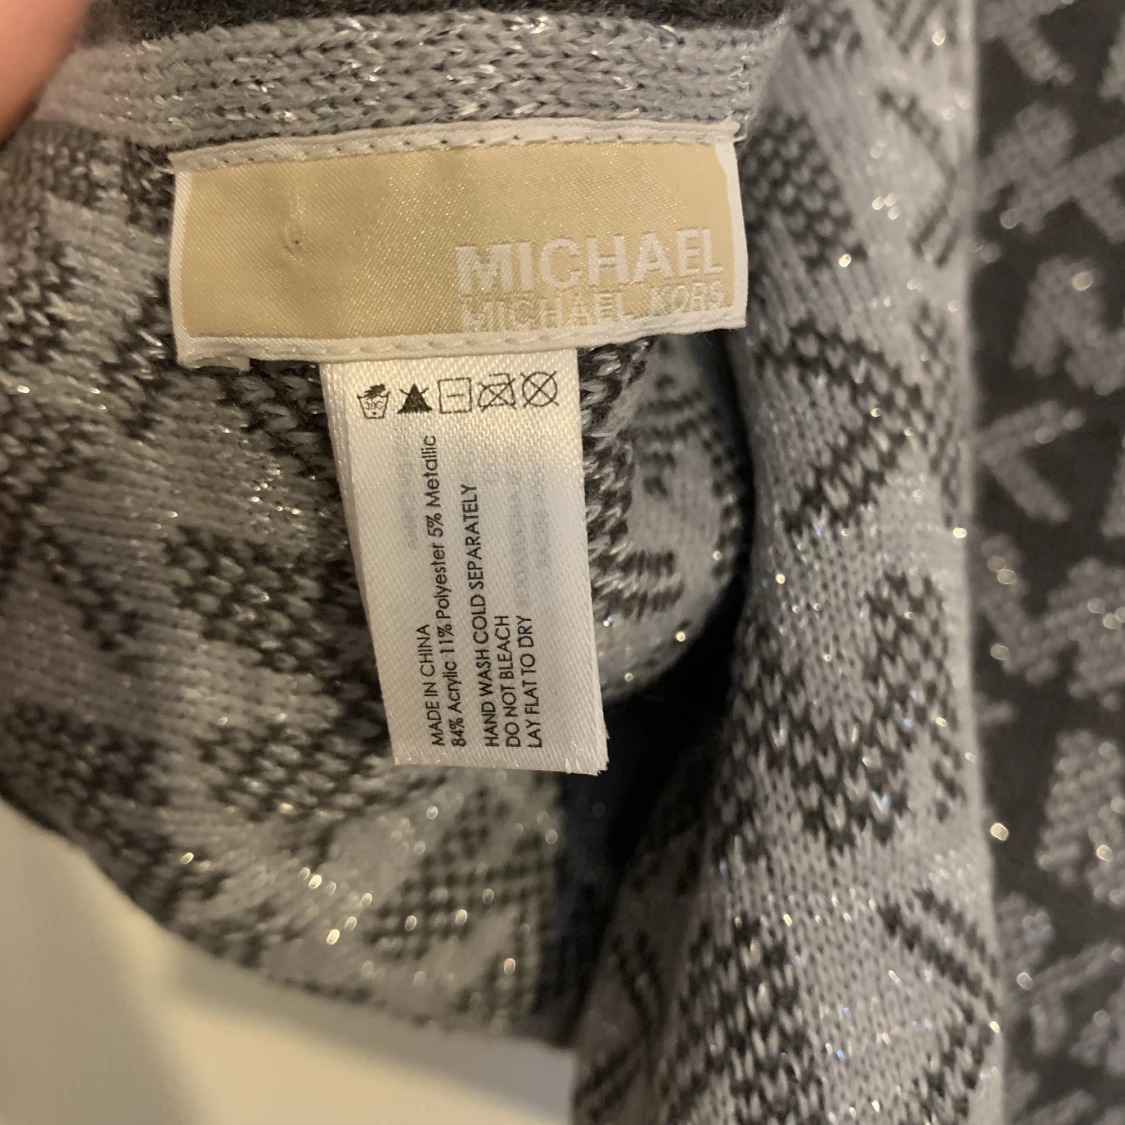 MICHAEL
MICHAEL KORS
MADE IN CHINA
84% Acrylic 11% Polyester 5% Metallic
HAND WASH COLD SEPARATELY
DO NOT BLEACH
LAY FLAT TO DRY